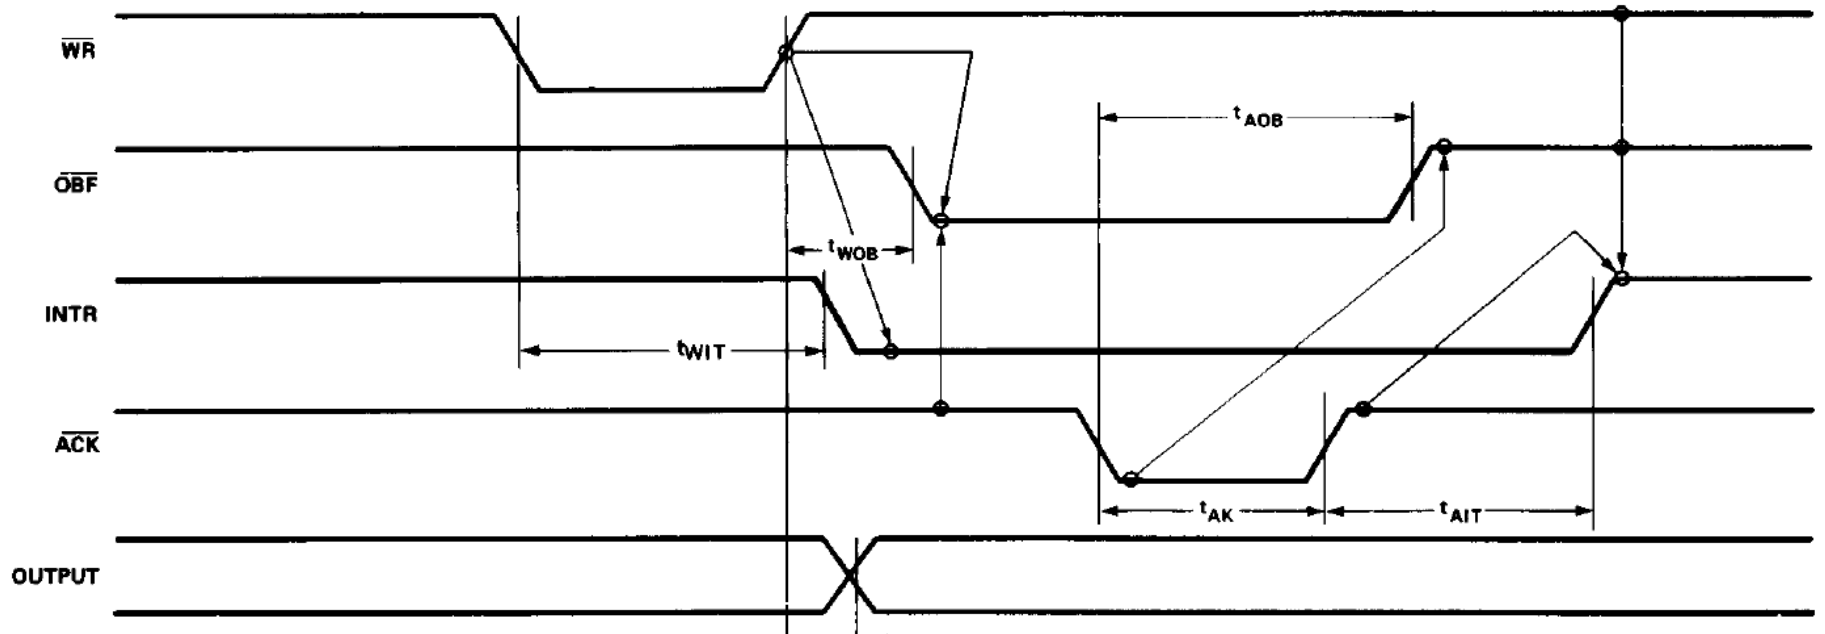 WR
tAOB
OBF
tWOB
INTR
tWIT
ACK
tAK
tAIT
OUTPUT